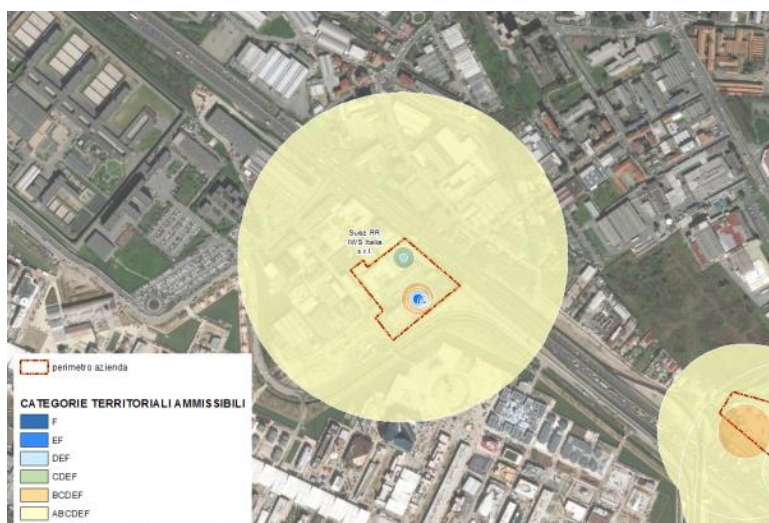 Suez RR
IWS Italia
s.r.l.
perimetro azienda
CATEGORIE TERRITORIALI AMMISSIBILI
F
EF
DEF
CDEF
BCDEF
ABCDEF